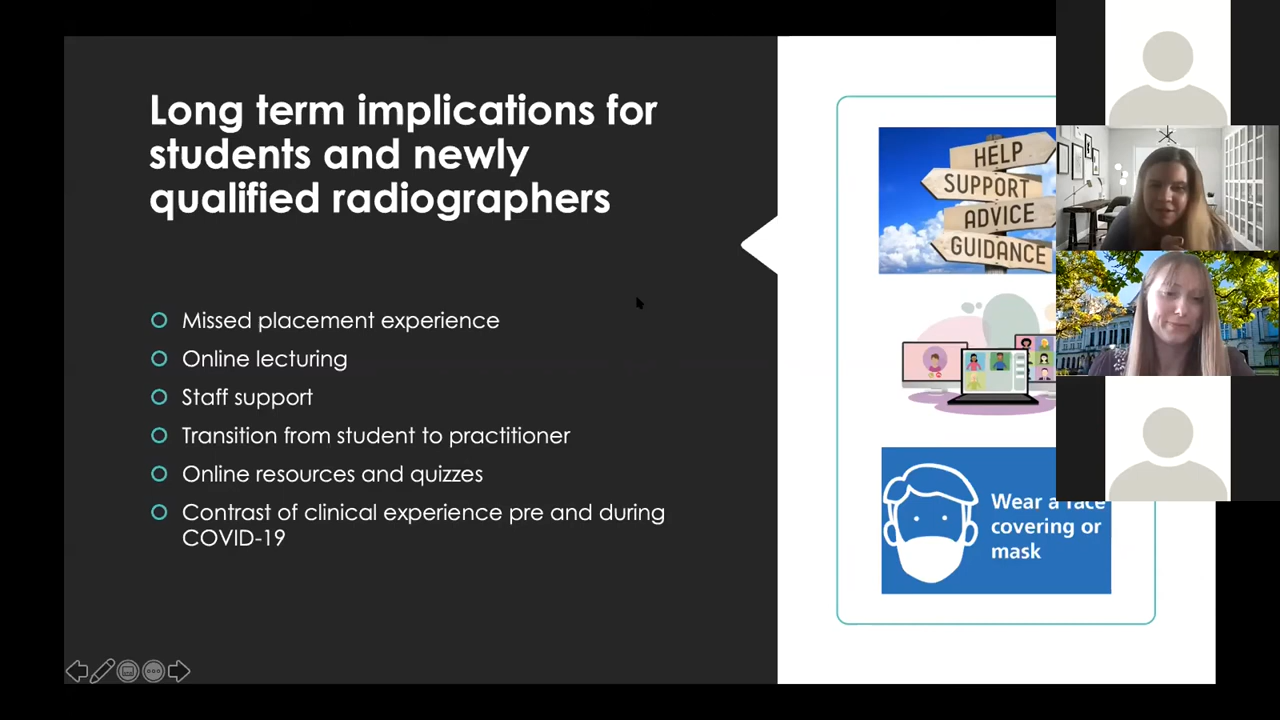 Long term implications for
students and newly
qualified radiographers
Missed placement experience
Online lecturing
Staff support
Transition from student to practitioner
Online resources and quizzes
Contrast of clinical experience pre and during
COVID-19
HELP
SUPPORT
ADVICE
GUIDANCE
Wear a face
covering or
mask